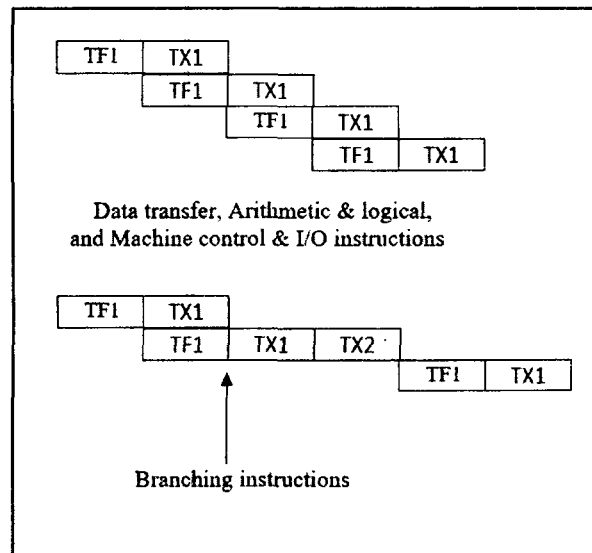 TF1 TX1
TF1 TX1
TF1 TX1
TF1 TX1
Data transfer, Arithmetic & logical,
and Machine control & I/O instructions
TF1 TX1
TF1 TX1 TX2
TF1 TX1
Branching instructions